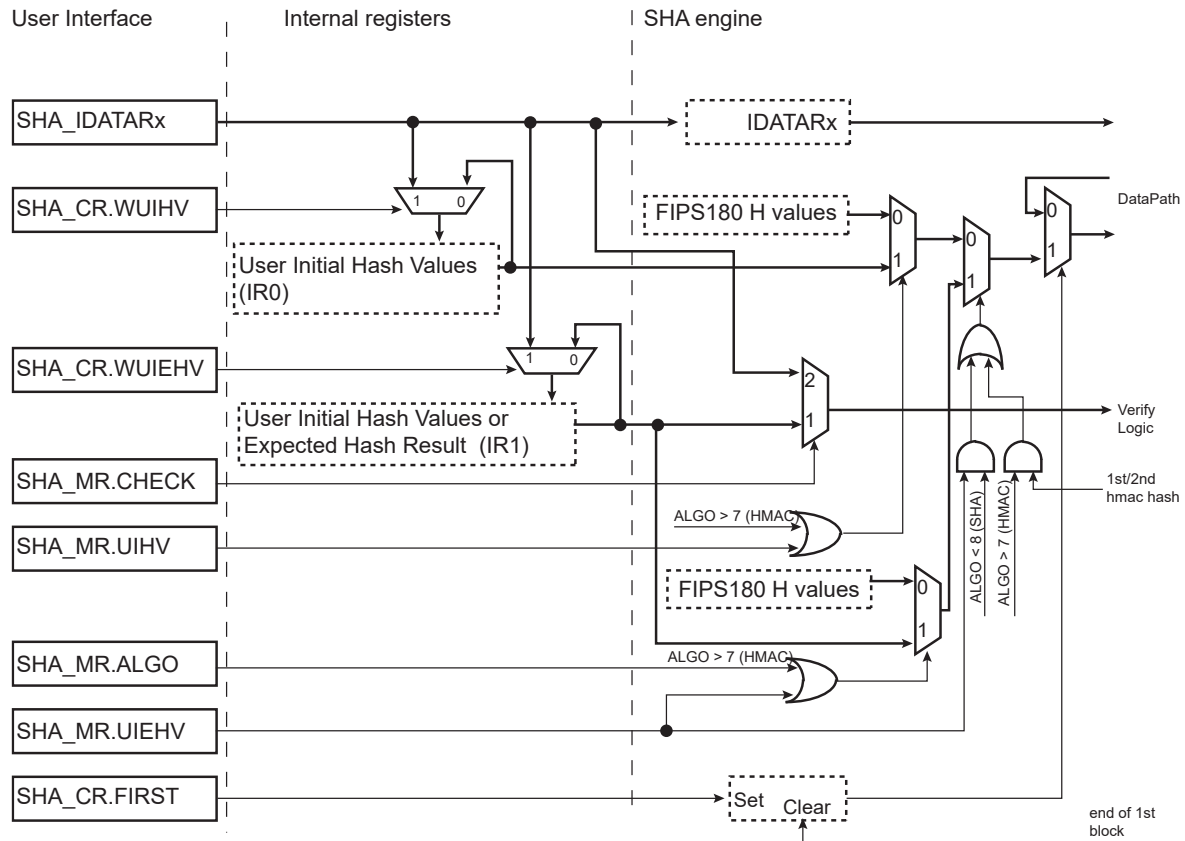 User Interface
Internal registers
SHA engine
SHA_IDATARx
IDATARx
SHA_CR.WUIHV
1 0
FIPS180 H values
0
1
0
1
0
1
DataPath
User Initial Hash Values
(IR0)
SHA_CR.WUIEHV
1 0
2
1
User Initial Hash Values or
Expected Hash Result (IR1)
Verify
Logic
SHA_MR.CHECK
1st/2nd
hmac hash
ALGO > 7 (HMAC)
ALGO < 8 (SHA)
ALGO > 7 (HMAC)
SHA_MR.UIHV
FIPS180 H values
0
1
SHA_MR.ALGO
ALGO > 7 (HMAC)
SHA_MR.UIEHV
SHA_CR.FIRST
Set
Clear
end of 1st
block